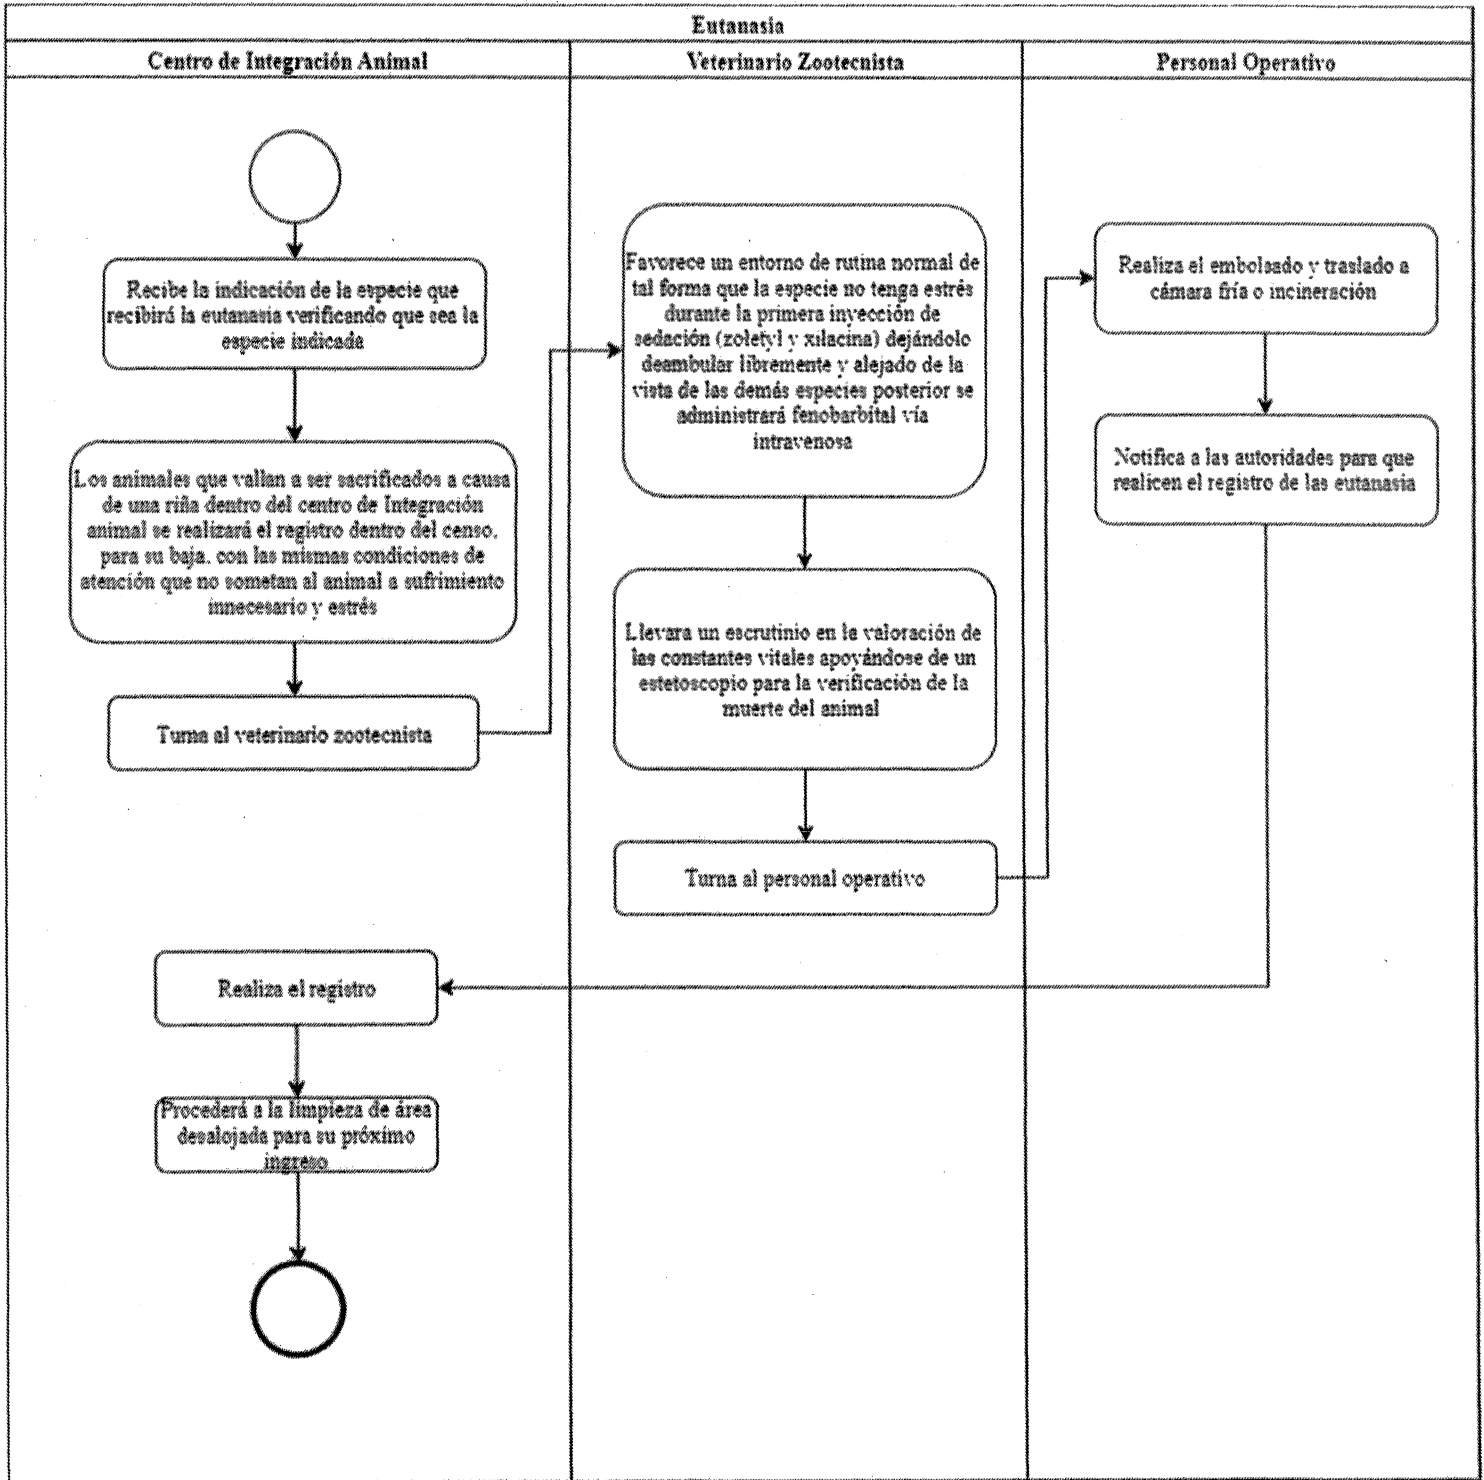 Eutanasia
Centro de Integración Animal
Veterinario Zootecnista
Personal Operativo
Recibe la indicación de la especie que
recibirá la eutanasia verificando que sea la
especie indicada
Los animales que vallan a ser sacrificados a causa
de una riña dentro del centro de Integración
animal se realizará el registro dentro del censo,
para su baja, con las mismas condiciones de
atención que no sometan al animal a sufrimiento
innecesario y estrés
Turna al veterinario zootecnista
Favorece un entorno de rutina normal de
tal forma que la especie no tenga estrés
durante la primera inyección de
sedación (zoletyl y xilacina) dejándolo
deambular libremente y alejado de la
vista de las demás especies posterior se
administrará fenobarbital vía
intravenosa
Llevara un escrutinio en la valoración de
las constantes vitales apoyándose de un
estetoscopio para la verificación de la
muerte del animal
Turna al personal operativo
Realiza el embolsado y traslado a
cámara fría o incineración
Notifica a las autoridades para que
realicen el registro de las eutanasia
Realiza el registro
Procederá a la limpieza de área
desalojada para su próximo
ingreso